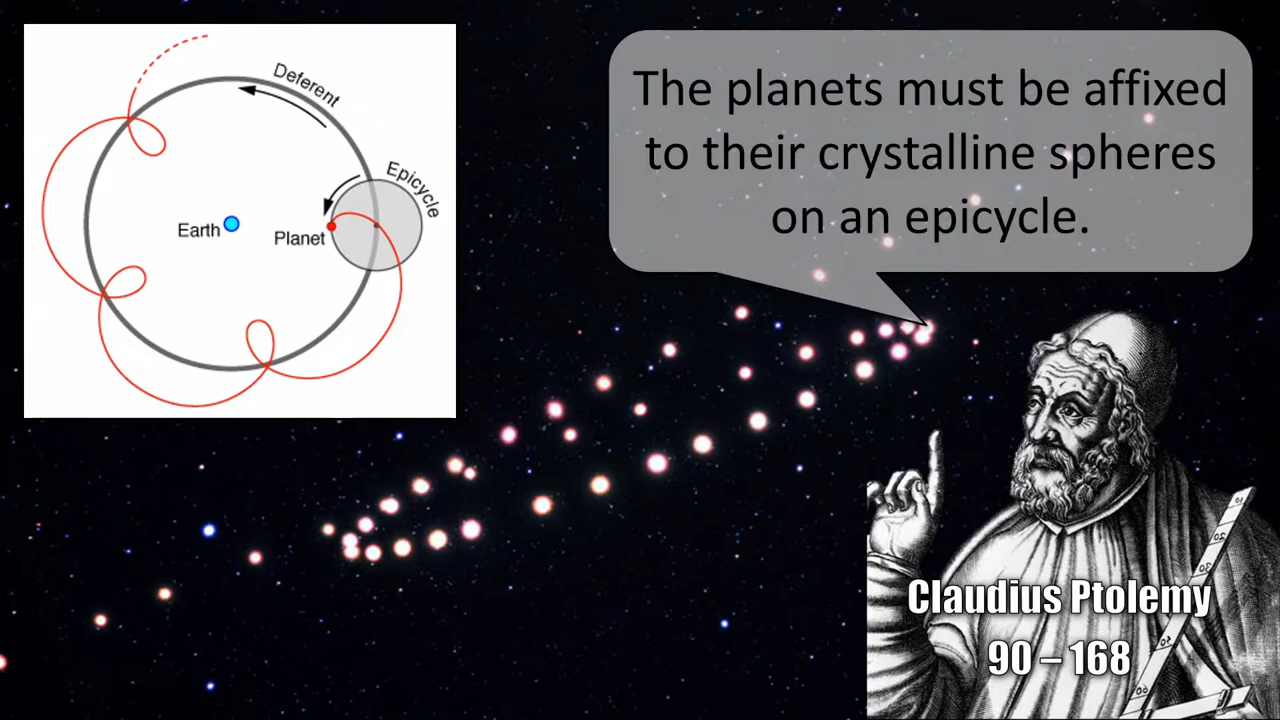 Deferent
Epicycle
Earth
Planet
The planets must be affixed
to their crystalline spheres
on an epicycle.
Claudius Ptolemy
90 – 168